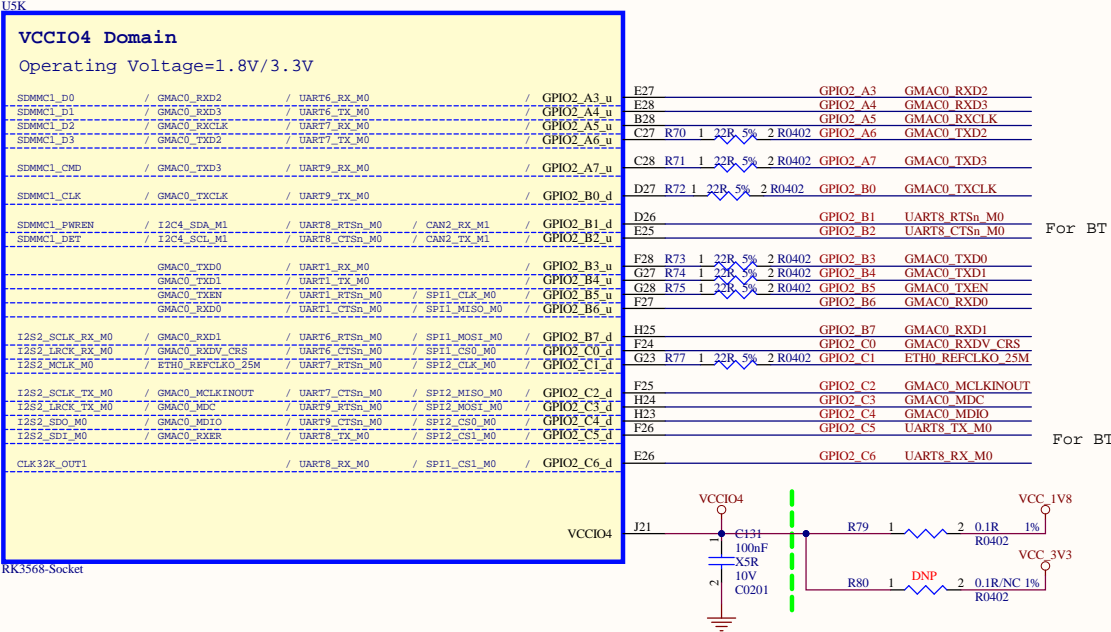 U5K
VCCIO4 Domain
Operating Voltage=1.8V/3.3V
SDMMC1_D0 / GMAC0_RXD2 / UART6_RX_M0 / GPIO2_A3_u E27 GPIO2_A3 GMAC0_RXD2
SDMMC1_D1 / GMAC0_RXD3 / UART6_TX_M0 / GPIO2_A4_u E28 GPIO2_A4 GMAC0_RXD3
SDMMC1_D2 / GMAC0_RXCLK / UART7_RX_M0 / GPIO2_A5_u B28 GPIO2_A5 GMAC0_RXCLK
SDMMC1_D3 / GMAC0_TXD2 / UART7_TX_M0 / GPIO2_A6_u C27 R70 1 22R 5% 2 R0402 GPIO2_A6 GMAC0_TXD2
SDMMC1_CMD / GMAC0_TXD3 / UART9_RX_M0 / GPIO2_A7_u C28 R71 1 22R 5% 2 R0402 GPIO2_A7 GMAC0_TXD3
SDMMC1_CLK / GMAC0_TXCLK / UART9_TX_M0 / GPIO2_B0_d D27 R72 1 22R 5% 2 R0402 GPIO2_B0 GMAC0_TXCLK
SDMMC1_PWREN / I2C4_SDA_M1 / UART8_RTSn_M0 / CAN2_RX_M1 / GPIO2_B1_d D26 GPIO2_B1 UART8_RTSn_M0
SDMMC1_DET / I2C4_SCL_M1 / UART8_CTSn_M0 / CAN2_TX_M1 / GPIO2_B2_u E25 GPIO2_B2 UART8_CTSn_M0
For BT
GMAC0_TXD0 / UART1_RX_M0 / GPIO2_B3_u F28 R73 1 22R 5% 2 R0402 GPIO2_B3 GMAC0_TXD0
GMAC0_TXD1 / UART1_TX_M0 / GPIO2_B4_u G27 R74 1 22R 5% 2 R0402 GPIO2_B4 GMAC0_TXD1
GMAC0_TXEN / UART1_RTSn_M0 / SPI1_CLK_M0 / GPIO2_B5_u G28 R75 1 22R 5% 2 R0402 GPIO2_B5 GMAC0_TXEN
GMAC0_RXD0 / UART1_CTSn_M0 / SPI1_MISO_M0 / GPIO2_B6_u F27 GPIO2_B6 GMAC0_RXD0
I2S2_SCLK_RX_M0 / GMAC0_RXD1 / UART6_RTSn_M0 / SPI1_MOSI_M0 / GPIO2_B7_d H25 GPIO2_B7 GMAC0_RXD1
I2S2_LRCK_RX_M0 / GMAC0_RXDV_CRS / UART6_CTSn_M0 / SPI1_CS0_M0 / GPIO2_C0_d F24 GPIO2_C0 GMAC0_RXDV_CRS
I2S2_MCLK_M0 / ETH0_REFCLKO_25M / UART7_RTSn_M0 / SPI2_CLK_M0 / GPIO2_C1_d G23 R77 1 22R 5% 2 R0402 GPIO2_C1 ETH0_REFCLKO_25M
I2S2_SCLK_TX_M0 / GMAC0_MCLKINOUT / UART7_CTSn_M0 / SPI2_MISO_M0 / GPIO2_C2_d F25 GPIO2_C2 GMAC0_MCLKINOUT
I2S2_LRCK_TX_M0 / GMAC0_MDC / UART9_RTSn_M0 / SPI2_MOSI_M0 / GPIO2_C3_d H24 GPIO2_C3 GMAC0_MDC
I2S2_SDO_M0 / GMAC0_MDIO / UART9_CTSn_M0 / SPI2_CS0_M0 / GPIO2_C4_d H23 GPIO2_C4 GMAC0_MDIO
I2S2_SDI_M0 / GMAC0_RXER / UART8_TX_M0 / SPI2_CS1_M0 / GPIO2_C5_d F26 GPIO2_C5 UART8_TX_M0
For BT
CLK32K_OUT1 / UART8_RX_M0 / SPI1_CS1_M0 / GPIO2_C6_d E26 GPIO2_C6 UART8_RX_M0
VCCIO4 VCC_1V8
VCCIO4 J21 R79 1 2 0.1R 1%
R0402
1 C131
100nF
X5R
10V
C0201
2
VCC_3V3
DNP
R80 1 2 0.1R/NC 1%
R0402
RK3568-Socket